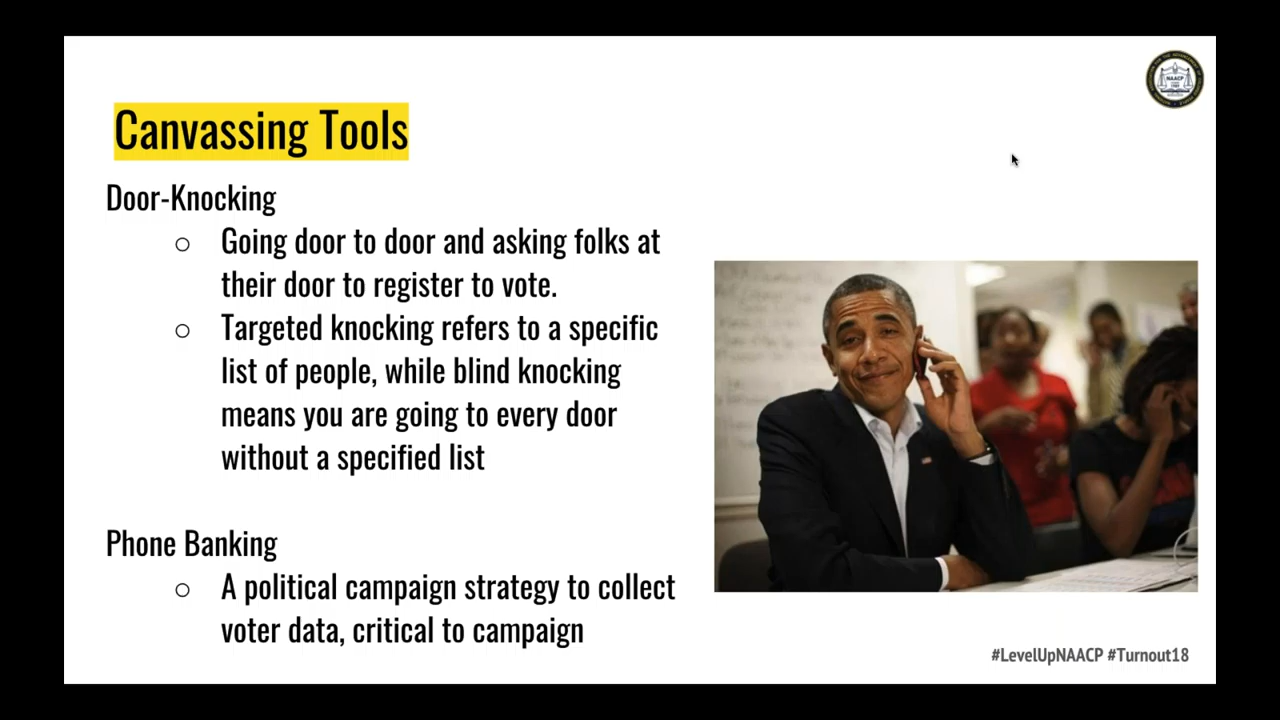 NAACP
Canvassing Tools
Door-Knocking
Going door to door and asking folks at
their door to register to vote.
Targeted knocking refers to a specific
list of people, while blind knocking
means you are going to every door
without a specified list
Phone Banking
A political campaign strategy to collect
voter data, critical to campaign
#LevelUpNAACP #Turnout18